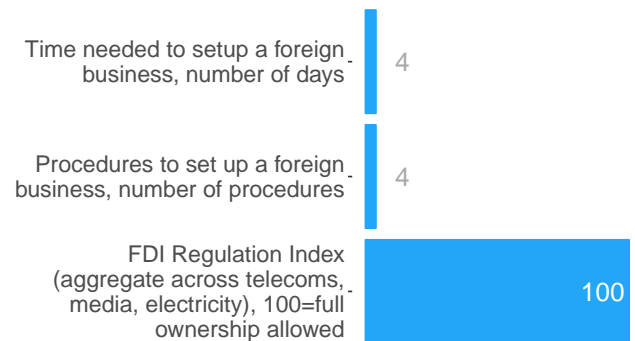 Time needed to setup a foreign
business, number of days
4
Procedures to set up a foreign
business, number of procedures
4
FDI Regulation Index
(aggregate across telecoms,
media, electricity), 100=full
ownership allowed
100